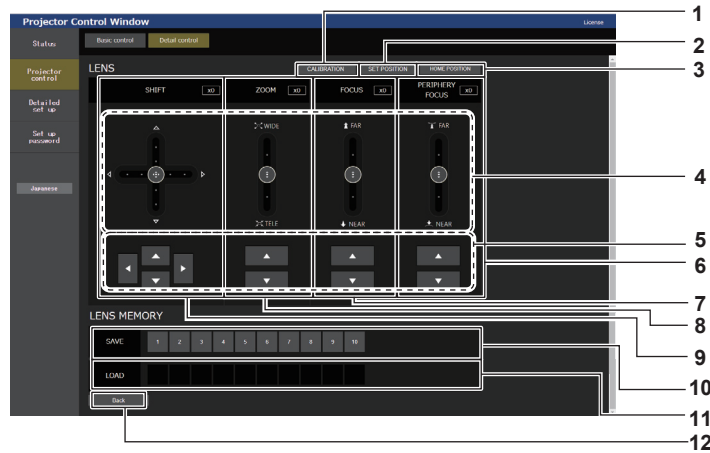 Projector Control Window
License
Status
Basic control
Detail control
Projector
control
LENS
CALIBRATION
SET POSITION
HOME POSITION
SHIFT
x0
ZOOM
x0
FOCUS
x0
PERIPHERY
FOCUS
x0
Detailed
set up
Set up
password
Japanese
WIDE
FAR
FAR
TELE
NEAR
NEAR
LENS MEMORY
SAVE
1 2 3 4 5 6 7 8 9 10
LOAD
Back
1
2
3
4
5
6
7
8
9
10
11
12